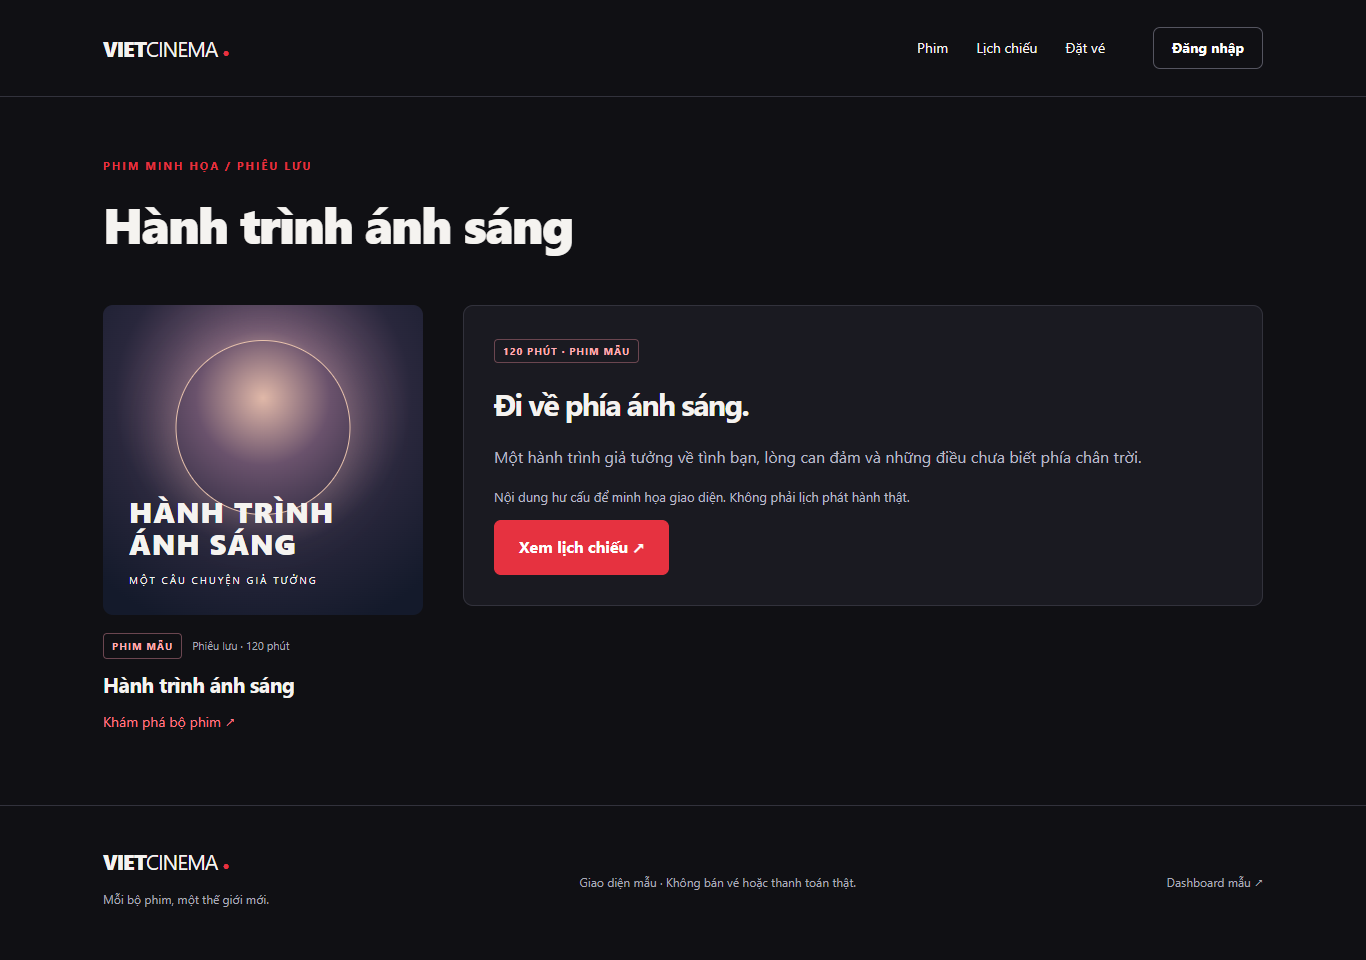 VIETCINEMA.
Phim
Lịch chiếu
Đặt vé
Đăng nhập
PHIM MINH HỌA / PHIÊU LƯU
Hành trình ánh sáng
HÀNH TRÌNH
ÁNH SÁNG
MỘT CÂU CHUYỆN GIẢ TƯỞNG
PHIM MẪU
Phiêu lưu · 120 phút
Hành trình ánh sáng
Khám phá bộ phim ↗
120 PHÚT · PHIM MẪU
Đi về phía ánh sáng.
Một hành trình giả tưởng về tình bạn, lòng can đảm và những điều chưa biết phía chân trời.
Nội dung hư cấu để minh họa giao diện. Không phải lịch phát hành thật.
Xem lịch chiếu ↗
VIETCINEMA.
Mỗi bộ phim, một thế giới mới.
Giao diện mẫu · Không bán vé hoặc thanh toán thật.
Dashboard mẫu ↗